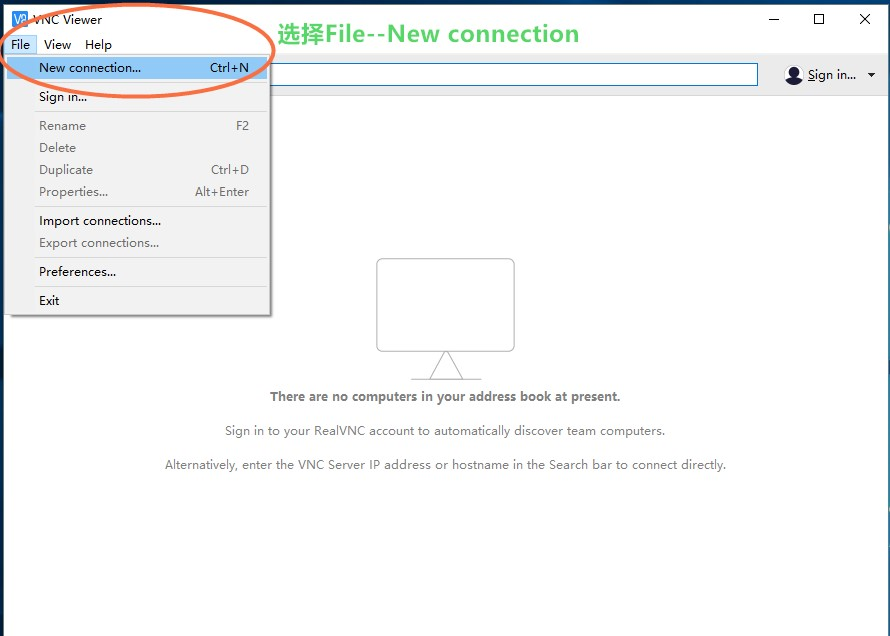 VNC Viewer
File View Help
选择File--New connection
New connection... Ctrl+N
Sign in...
Sign in...
Rename F2
Delete
Duplicate Ctrl+D
Properties... Alt+Enter
Import connections...
Export connections...
Preferences...
Exit
There are no computers in your address book at present.
Sign in to your RealVNC account to automatically discover team computers.
Alternatively, enter the VNC Server IP address or hostname in the Search bar to connect directly.